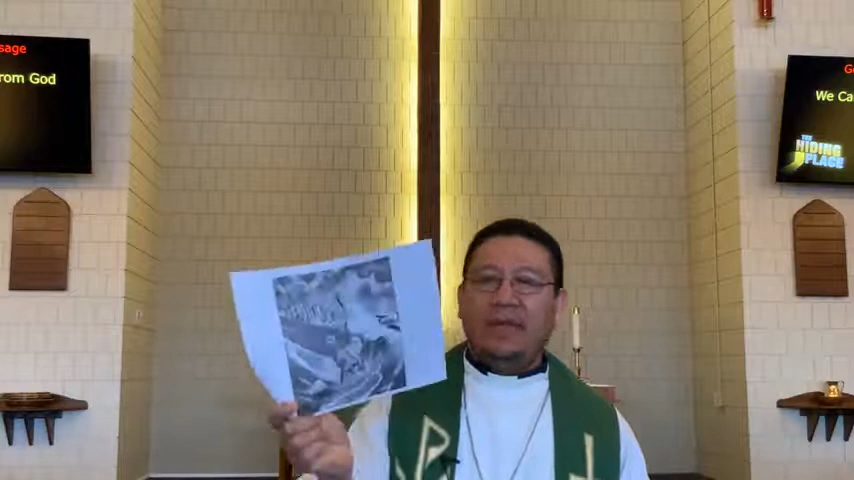 sage
rom God
G
We Ca
THE
HIDING
PLACE